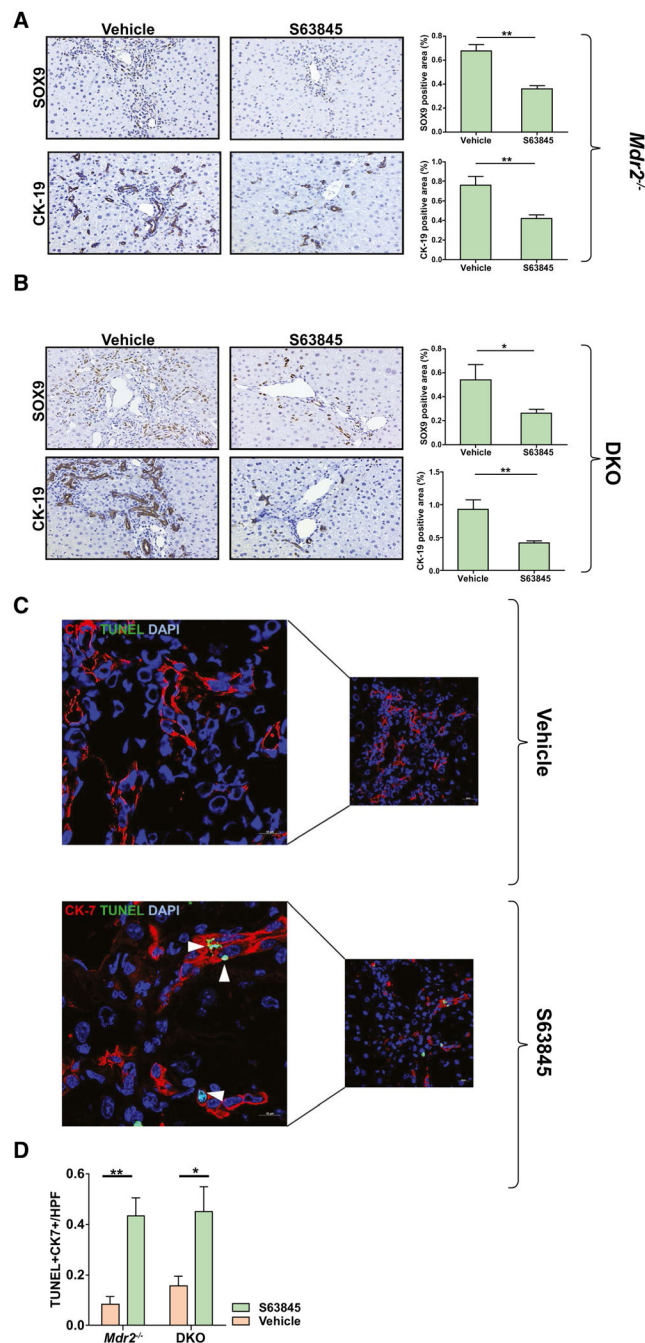 A
Vehicle
S63845
SOX9
CK-19
SOX9 positive area (%)
0.8
0.6
0.4
0.2
0.0
**
Vehicle
S63845
CK-19 positive area (%)
1.0
0.8
0.6
0.4
0.2
0.0
**
Vehicle
S63845
Mdr2-/-
B
Vehicle
S63845
SOX9
CK-19
SOX9 positive area (%)
0.8
0.6
0.4
0.2
0.0
*
Vehicle
S63845
CK-19 positive area (%)
1.5
1.0
0.5
0.0
**
Vehicle
S63845
DKO
C
CK-7 TUNEL DAPI
Vehicle
CK-7 TUNEL DAPI
S63845
D
TUNEL+CK7+/HPF
0.6
0.4
0.2
0.0
**
*
Mdr2-/-
DKO
S63845
Vehicle